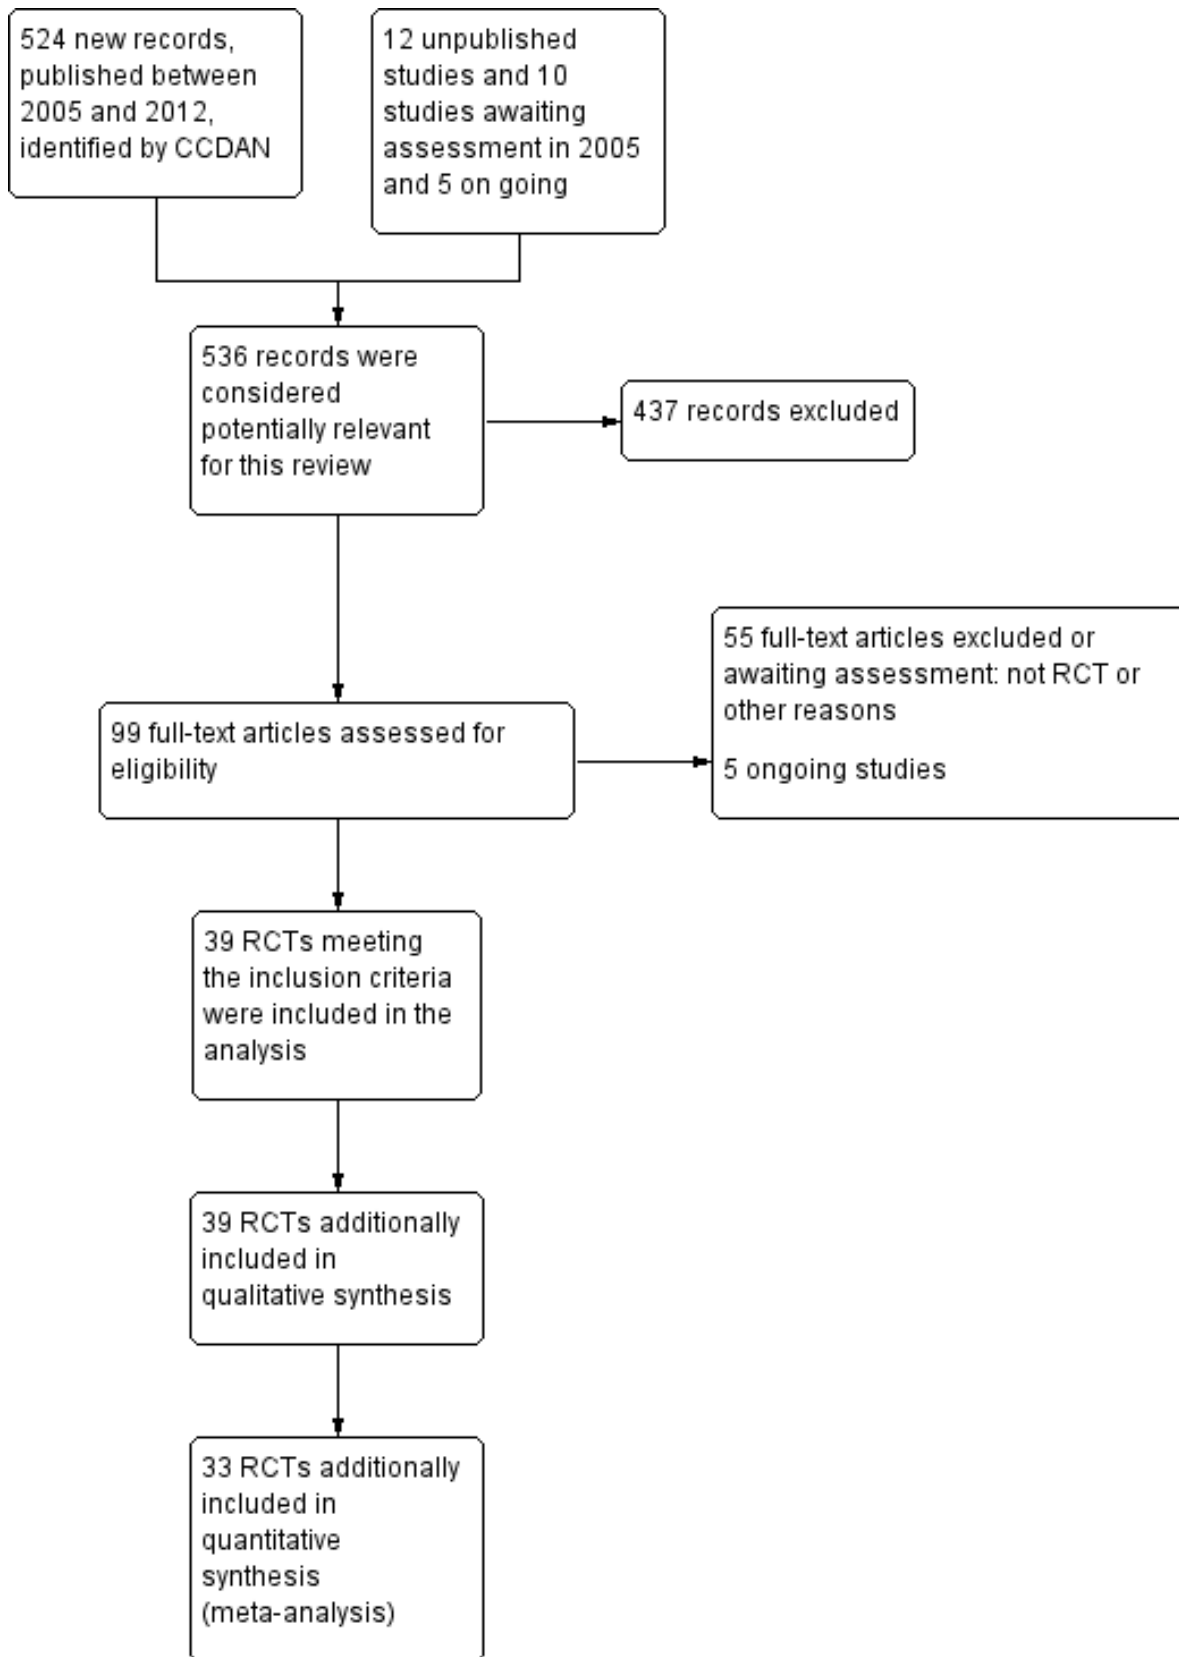 524 new records,
published between
2005 and 2012,
identified by CCDAN
12 unpublished
studies and 10
studies awaiting
assessment in 2005
and 5 on going
536 records were
considered
potentially relevant
for this review
437 records excluded
99 full-text articles assessed for
eligibility
55 full-text articles excluded or
awaiting assessment: not RCT or
other reasons
5 ongoing studies
39 RCTs meeting
the inclusion criteria
were included in the
analysis
39 RCTs additionally
included in
qualitative synthesis
33 RCTs additionally
included in
quantitative
synthesis
(meta-analysis)